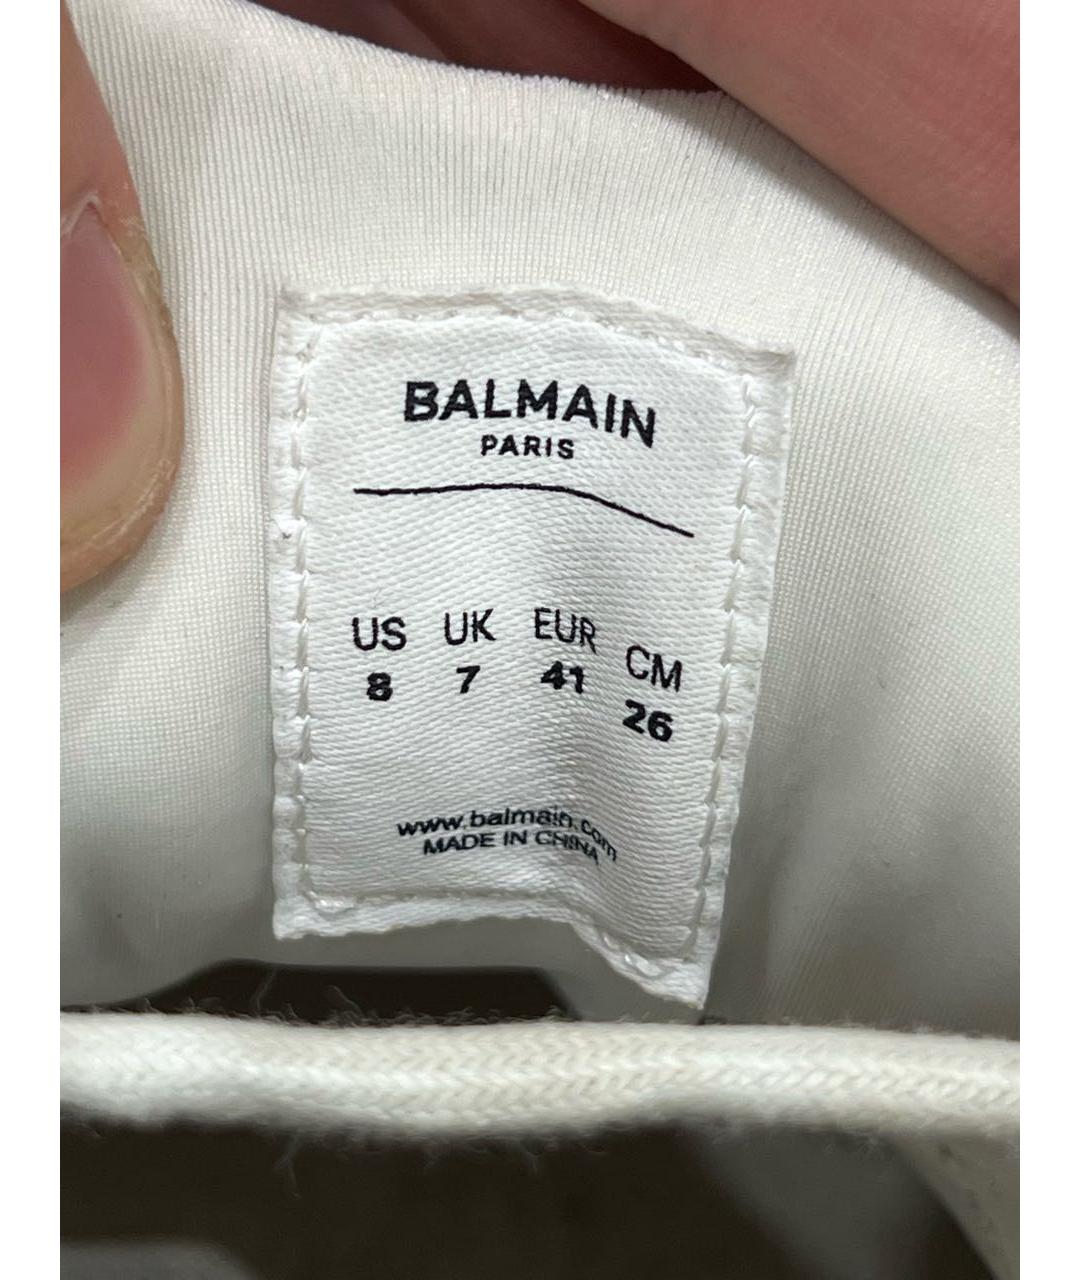 BALMAIN
PARIS
US UK EUR CM
8 7 41 26
www.balmain.com
MADE IN CHINA